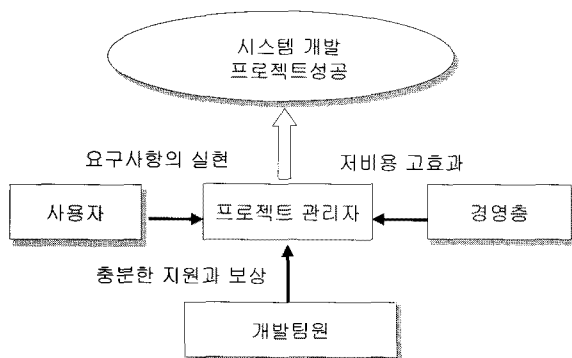 시스템 개발
프로젝트성공
요구사항의 실현
저비용 고효과
사용자
프로젝트 관리자
경영층
충분한 지원과 보상
개발팅원